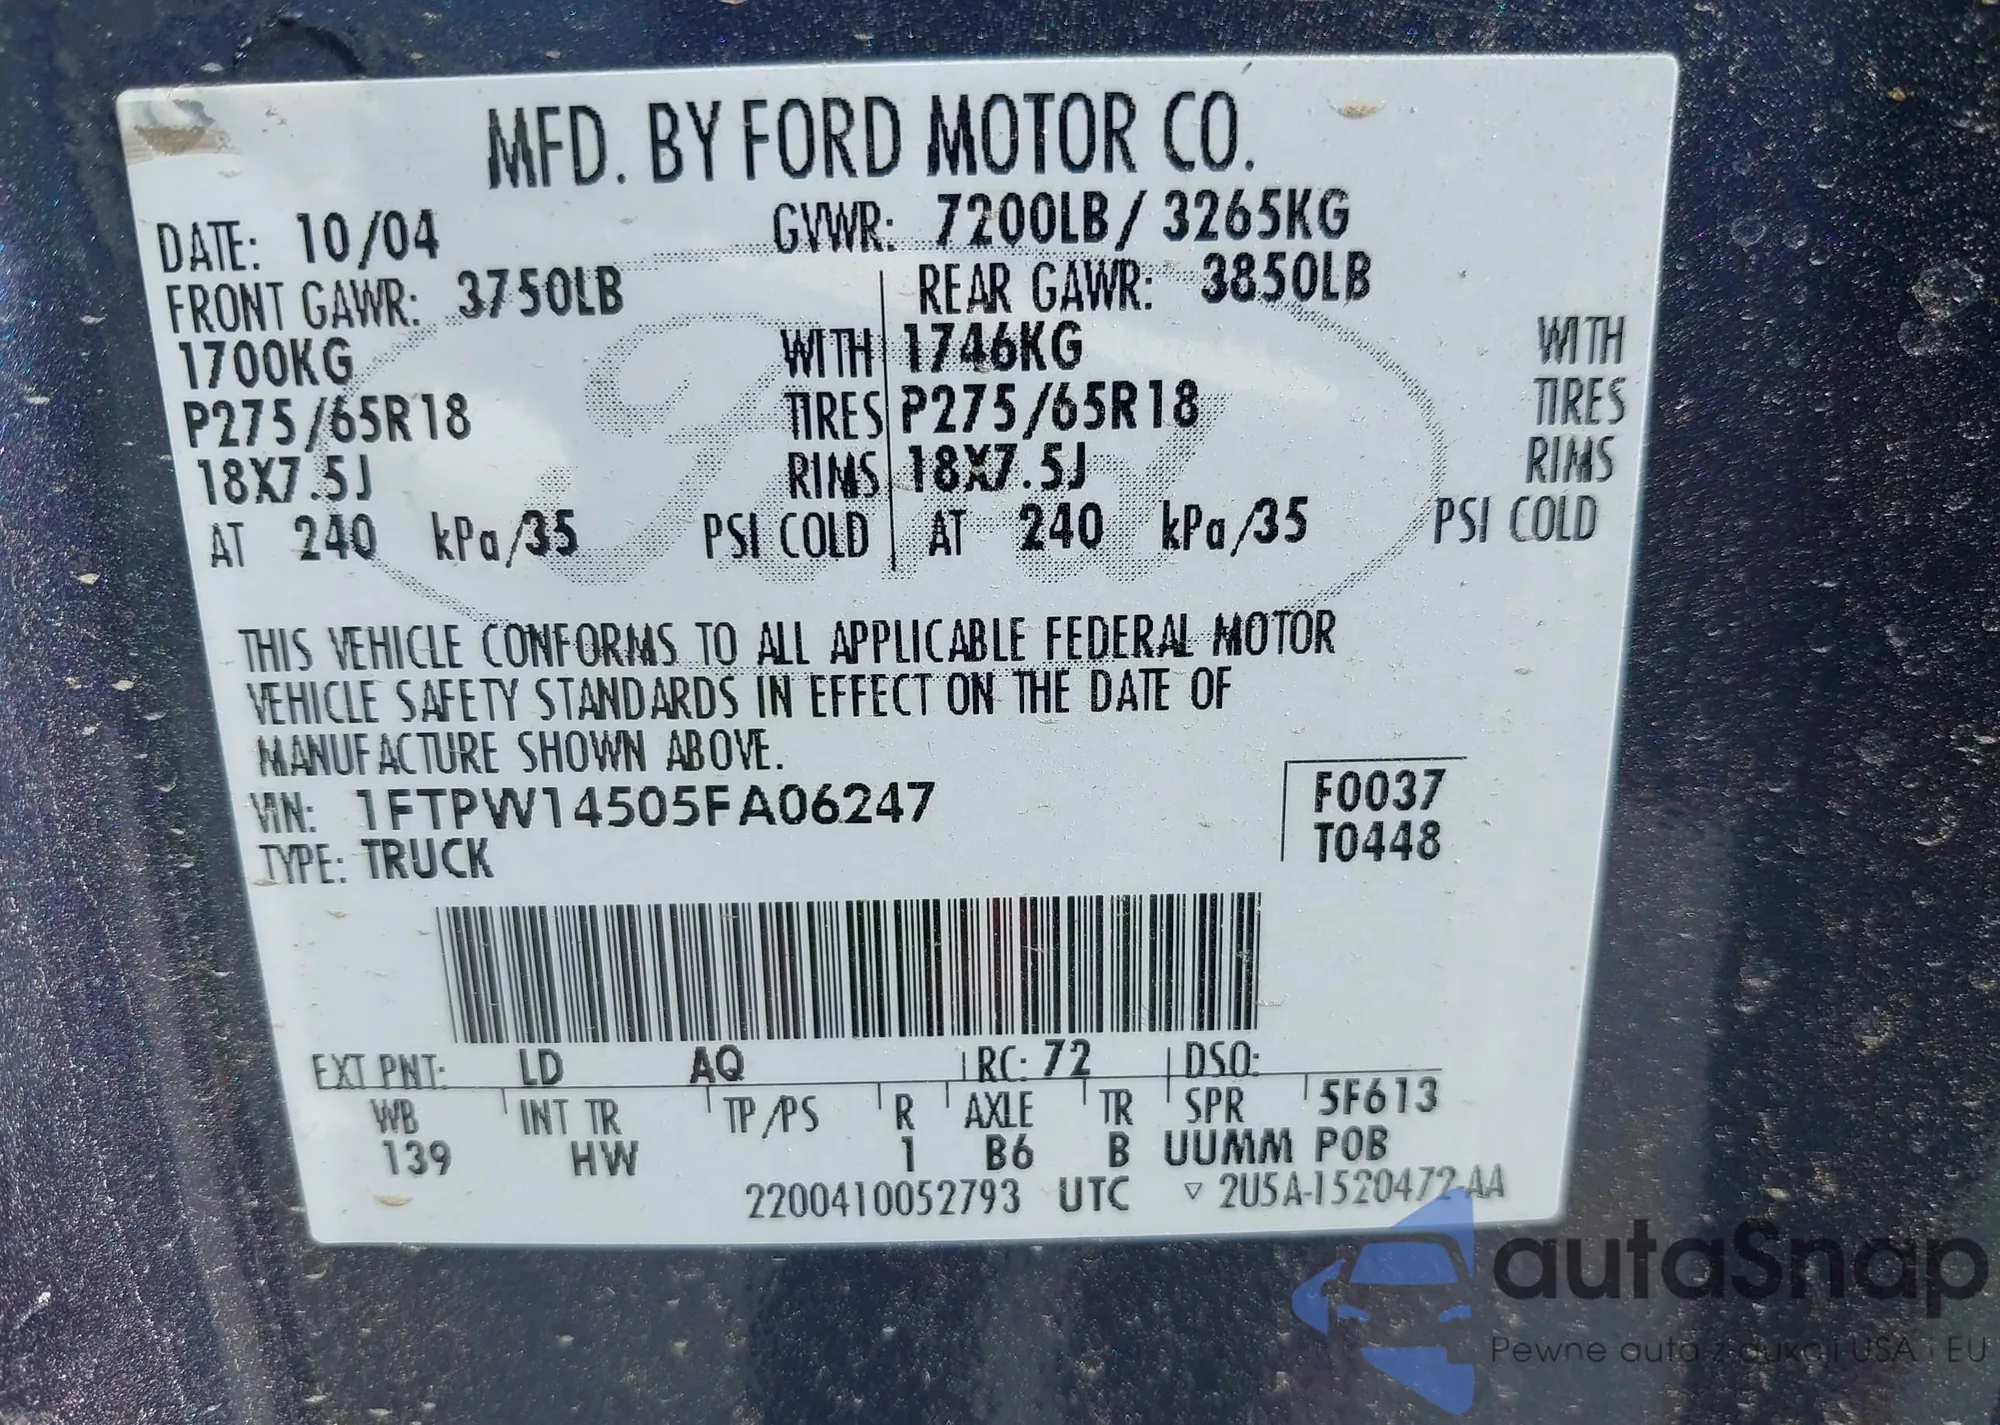 MFD. BY FORD MOTOR CO.
DATE: 10/04 GVWR: 7200LB/ 3265KG
FRONT GAWR: 3750LB REAR GAWR: 3850LB
1700KG WITH 1746KG WITH
P275/65R18 TIRES P275/65R18 TIRES
18X7.5J RIMS 18X7.5J RIMS
AT 240 kPa/35 PSI COLD AT 240 kPa/35 PSI COLD
THIS VEHICLE CONFORMS TO ALL APPLICABLE FEDERAL MOTOR
VEHICLE SAFETY STANDARDS IN EFFECT ON THE DATE OF
MANUFACTURE SHOWN ABOVE.
VIN: 1FTPW14505FA06247 F0037
TYPE: TRUCK T0448
EXT PNT: LD AQ RC: 72 DSO:
WB INT TR TP/PS R AXLE TR SPR 5F613
139 HW 1 B6 B UUMM POB
2200410052793 UTC ▽ 2U5A-1520472-AA
autaSnap
Pewne auta z aukcji USA i EU